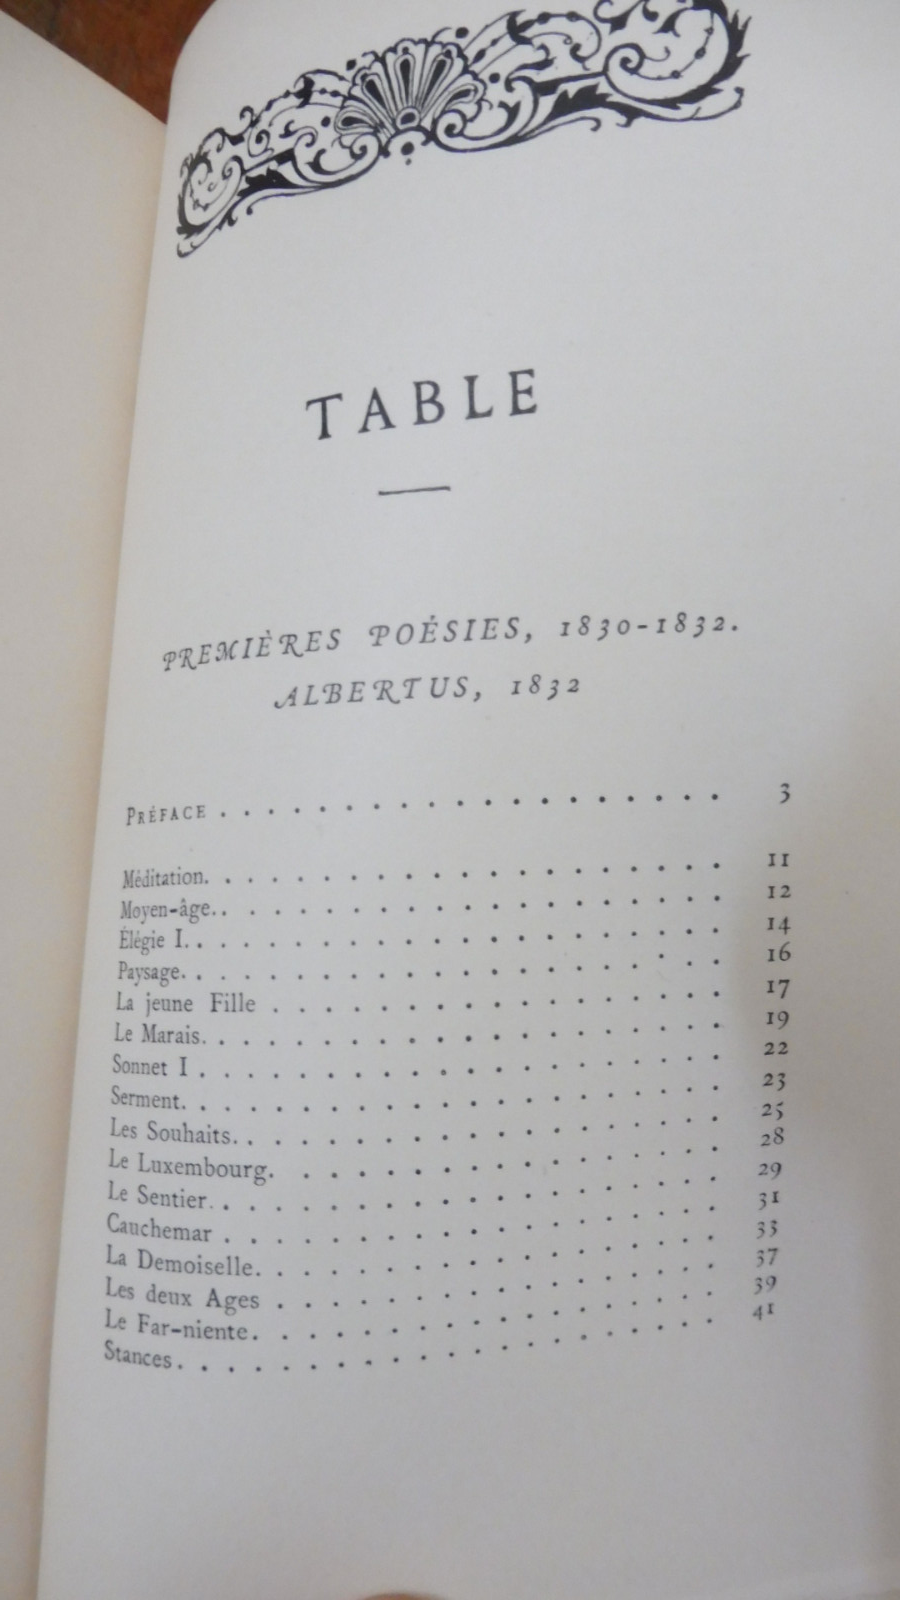 TABLE
PREMIÈRES POÉSIES, 1830-1832.
ALBERTUS, 1832
PRÉFACE . . . . . . . . . . . . . . . . . . . . 3
Méditation. . . . . . . . . . . . . . . . . . . 11
Moyen-âge. . . . . . . . . . . . . . . . . . . 12
Élégie I. . . . . . . . . . . . . . . . . . . . 14
Paysage. . . . . . . . . . . . . . . . . . . . 16
La jeune Fille . . . . . . . . . . . . . . . . 17
Le Marais. . . . . . . . . . . . . . . . . . . 19
Sonnet I . . . . . . . . . . . . . . . . . . . 22
Serment. . . . . . . . . . . . . . . . . . . . 23
Les Souhaits. . . . . . . . . . . . . . . . . . 25
Le Luxembourg. . . . . . . . . . . . . . . . . 28
Le Sentier. . . . . . . . . . . . . . . . . . . 29
Cauchemar . . . . . . . . . . . . . . . . . . 31
La Demoiselle. . . . . . . . . . . . . . . . . 33
Les deux Ages . . . . . . . . . . . . . . . . 37
Le Far-niente. . . . . . . . . . . . . . . . . 39
Stances. . . . . . . . . . . . . . . . . . . . 41